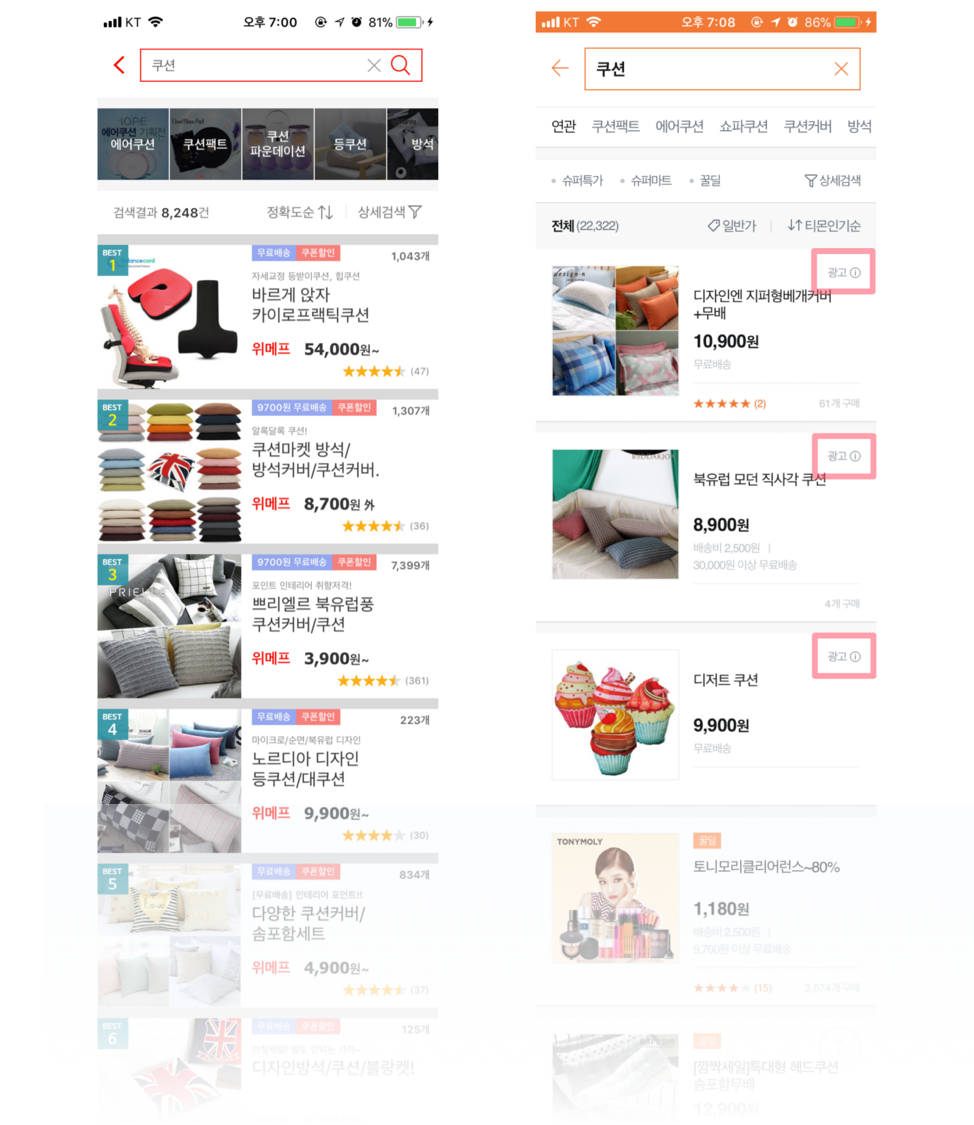 KT
오후 7:00
81%
쿠션
에어쿠션 기획전
에어쿠션
쿠션팩트
쿠션
파운데이션
등쿠션
방석
검색결과 8,248건
정확도순
상세검색
BEST
1
무료배송 쿠폰할인
1,043개
자세교정 등받이쿠션, 힙쿠션
바르게 앉자
카이로프랙틱쿠션
위메프 54,000원~
(47)
BEST
2
9700원 무료배송 쿠폰할인
1,307개
알록달록 쿠션!
쿠션마켓 방석/
방석커버/쿠션커버.
위메프 8,700원 外
(36)
BEST
3
9700원 무료배송 쿠폰할인
7,399개
포인트 인테리어 취향저격!
쁘리엘르 북유럽풍
쿠션커버/쿠션
위메프 3,900원~
(361)
BEST
4
무료배송 쿠폰할인
223개
마이크로/순면/북유럽 디자인
노르디아 디자인
등쿠션/대쿠션
위메프 9,900원~
(30)
BEST
5
무료배송 쿠폰할인
834개
[무료배송] 인테리어 포인트!!
다양한 쿠션커버/
솜포함세트
위메프 4,900원~
(37)
BEST
6
무료배송 쿠폰할인
125개
디자인방석/쿠션/블랑켓!
KT
오후 7:08
86%
쿠션
연관 쿠션팩트 에어쿠션 쇼파쿠션 쿠션커버 방석
슈퍼특가 슈퍼마트 꿀딜
상세검색
전체 (22,322)
일반가
티몬인기순
광고
디자인엔 지퍼형베개커버
+무배
10,900원
무료배송
(2)
61개 구매
광고
북유럽 모던 직사각 쿠션
8,900원
배송비 2,500원 |
30,000원 이상 무료배송
4개 구매
광고
디저트 쿠션
9,900원
무료배송
TONYMOLY
꿀딜
토니모리클리어런스~80%
1,180원
배송비 2,500원 |
9,700원 이상 무료배송
(15)
3,674개 구매
꿀딜
[깜짝세일]특대형 헤드쿠션
솜포함무배
12,900원